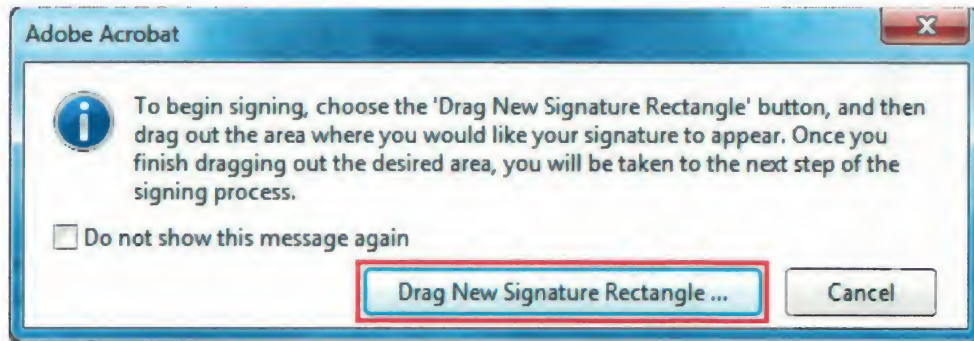 Adobe Acrobat
To begin signing, choose the 'Drag New Signature Rectangle' button, and then
drag out the area where you would like your signature to appear. Once you
finish dragging out the desired area, you will be taken to the next step of the
signing process.
Do not show this message again
Drag New Signature Rectangle ...
Cancel